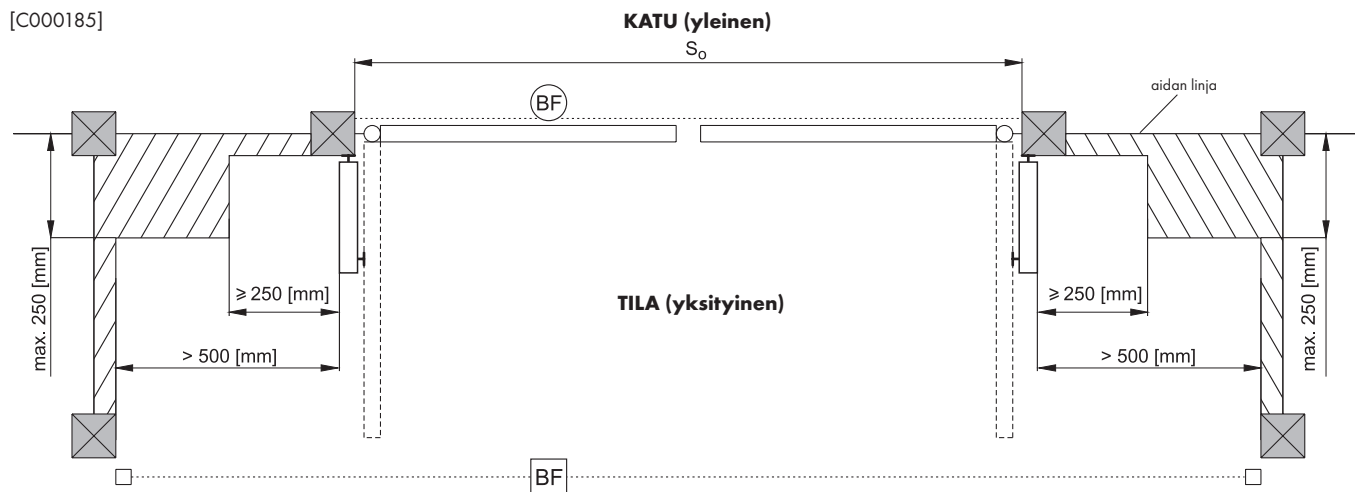 [C000185]
KATU (yleinen)
So
BF
aidan linja
max. 250 [mm]
⩾ 250 [mm]
> 500 [mm]
TILA (yksityinen)
⩾ 250 [mm]
> 500 [mm]
max. 250 [mm]
BF